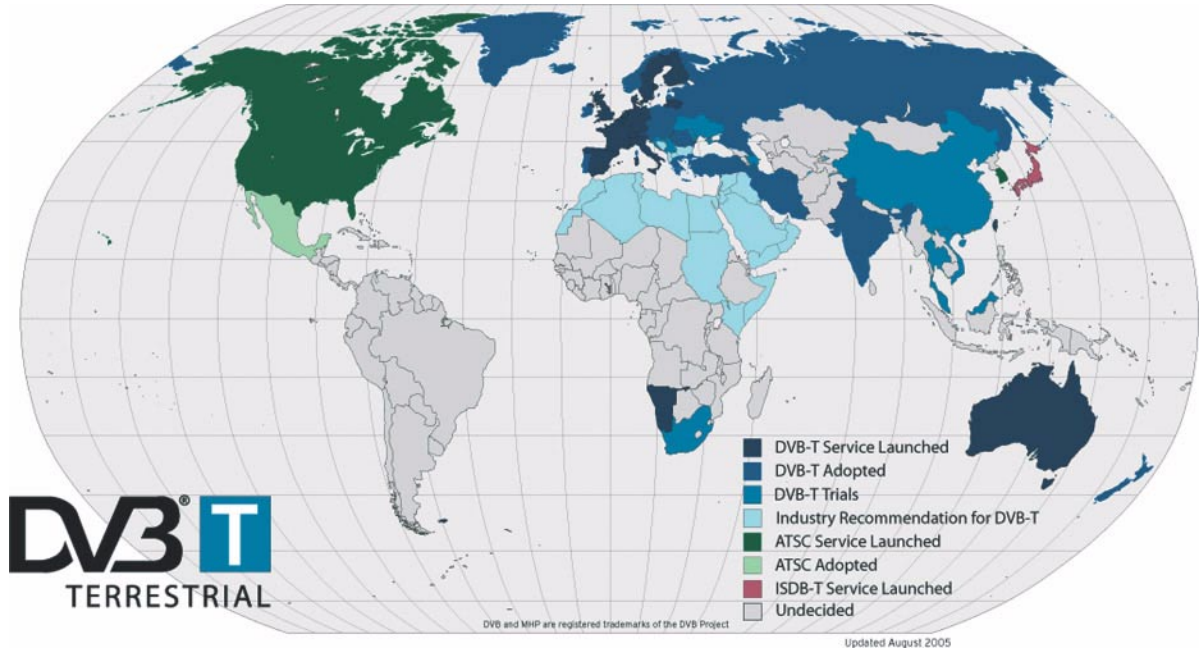 DVB-T Service Launched
DVB-T Adopted
DVB-T Trials
Industry Recommendation for DVB-T
ATSC Service Launched
ATSC Adopted
ISDB-T Service Launched
Undecided
DVB® T
TERRESTRIAL
DVB and MHP are registered trademarks of the DVB Project
Updated August 2005